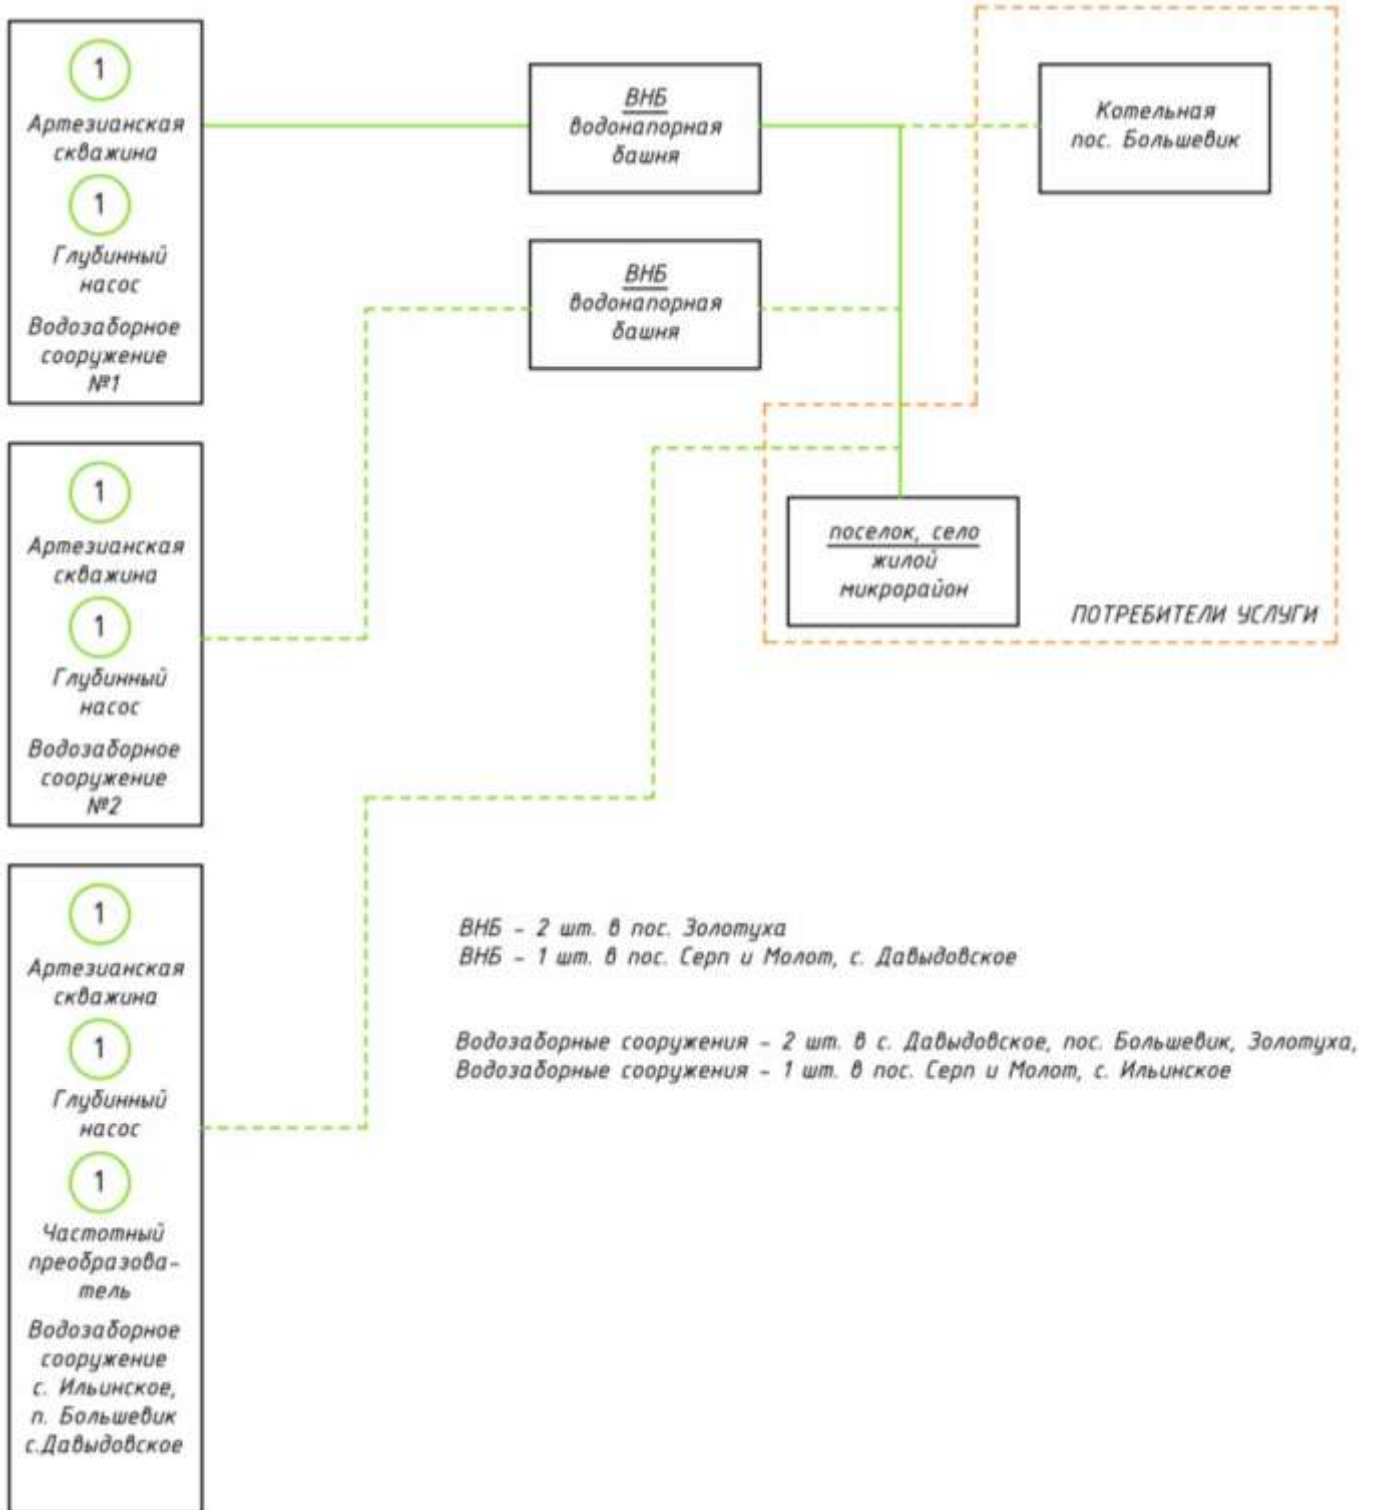 1
Артезианская
скважина
1
Глубинный
насос
Водозаборное
сооружение
№1
ВНБ
водонапорная
башня
Котельная
пос. Большевик
ВНБ
водонапорная
башня
1
Артезианская
скважина
1
Глубинный
насос
Водозаборное
сооружение
№2
поселок, село
жилой
микрорайон
ПОТРЕБИТЕЛИ УСЛУГИ
1
Артезианская
скважина
1
Глубинный
насос
1
Частотный
преобразова-
тель
Водозаборное
сооружение
с. Ильинское,
п. Большевик
с.Давыдовское
ВНБ - 2 шт. в пос. Золотуха
ВНБ - 1 шт. в пос. Серп и Молот, с. Давыдовское
Водозаборные сооружения - 2 шт. в с. Давыдовское, пос. Большевик, Золотуха,
Водозаборные сооружения - 1 шт. в пос. Серп и Молот, с. Ильинское